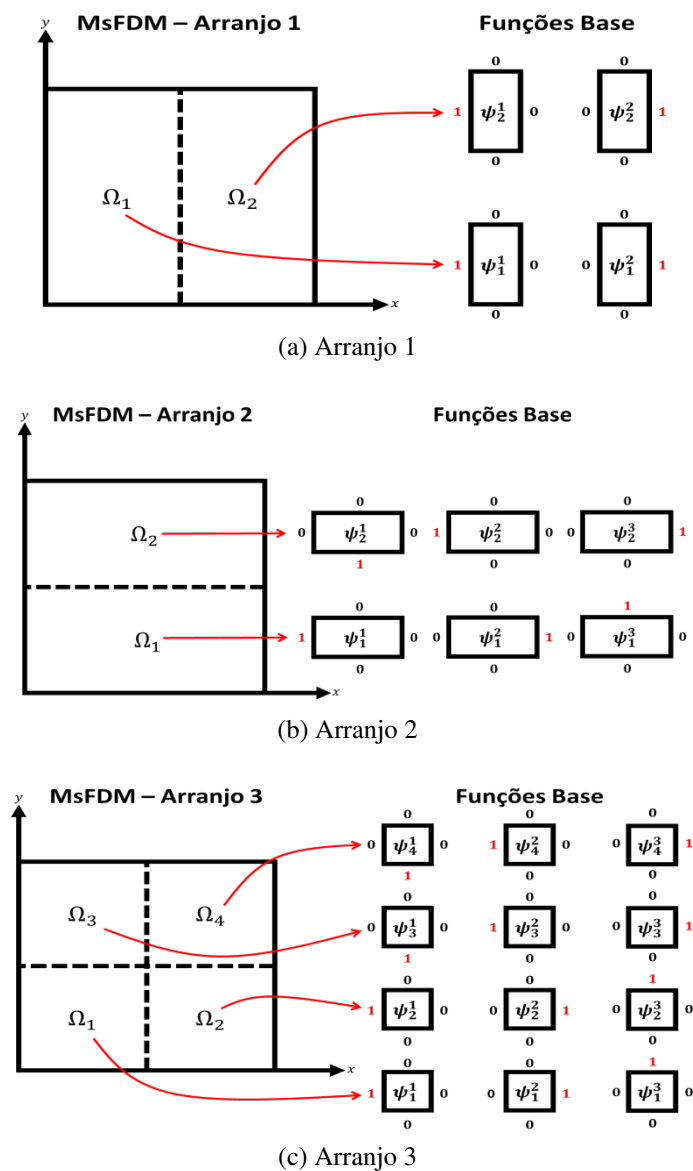 MsFDM – Arranjo 1 Funções Base
y
0 0
1 ψ₂¹ 0 0 ψ₂² 1
0 0
Ω₁ Ω₂
0 0
1 ψ₁¹ 0 0 ψ₁² 1
0 0
x
(a) Arranjo 1
y MsFDM – Arranjo 2 Funções Base
0 0 0
Ω₂ 0 ψ₂¹ 0 1 ψ₂² 0 0 ψ₂³ 1
1 0 0
0 0 1
Ω₁ 1 ψ₁¹ 0 0 ψ₁² 1 0 ψ₁³ 0
0 0 0
x
(b) Arranjo 2
y MsFDM – Arranjo 3 Funções Base
0 0 0
0 ψ₄¹ 0 1 ψ₄² 0 0 ψ₄³ 1
1 0 0
Ω₃ Ω₄
0 0 0
0 ψ₃¹ 0 1 ψ₃² 0 0 ψ₃³ 1
1 0 0
0 0 1
Ω₁ Ω₂ 1 ψ₂¹ 0 0 ψ₂² 1 0 ψ₂³ 0
0 0 0
0 0 1
x 1 ψ₁¹ 0 0 ψ₁² 1 0 ψ₁³ 0
0 0 0
(c) Arranjo 3